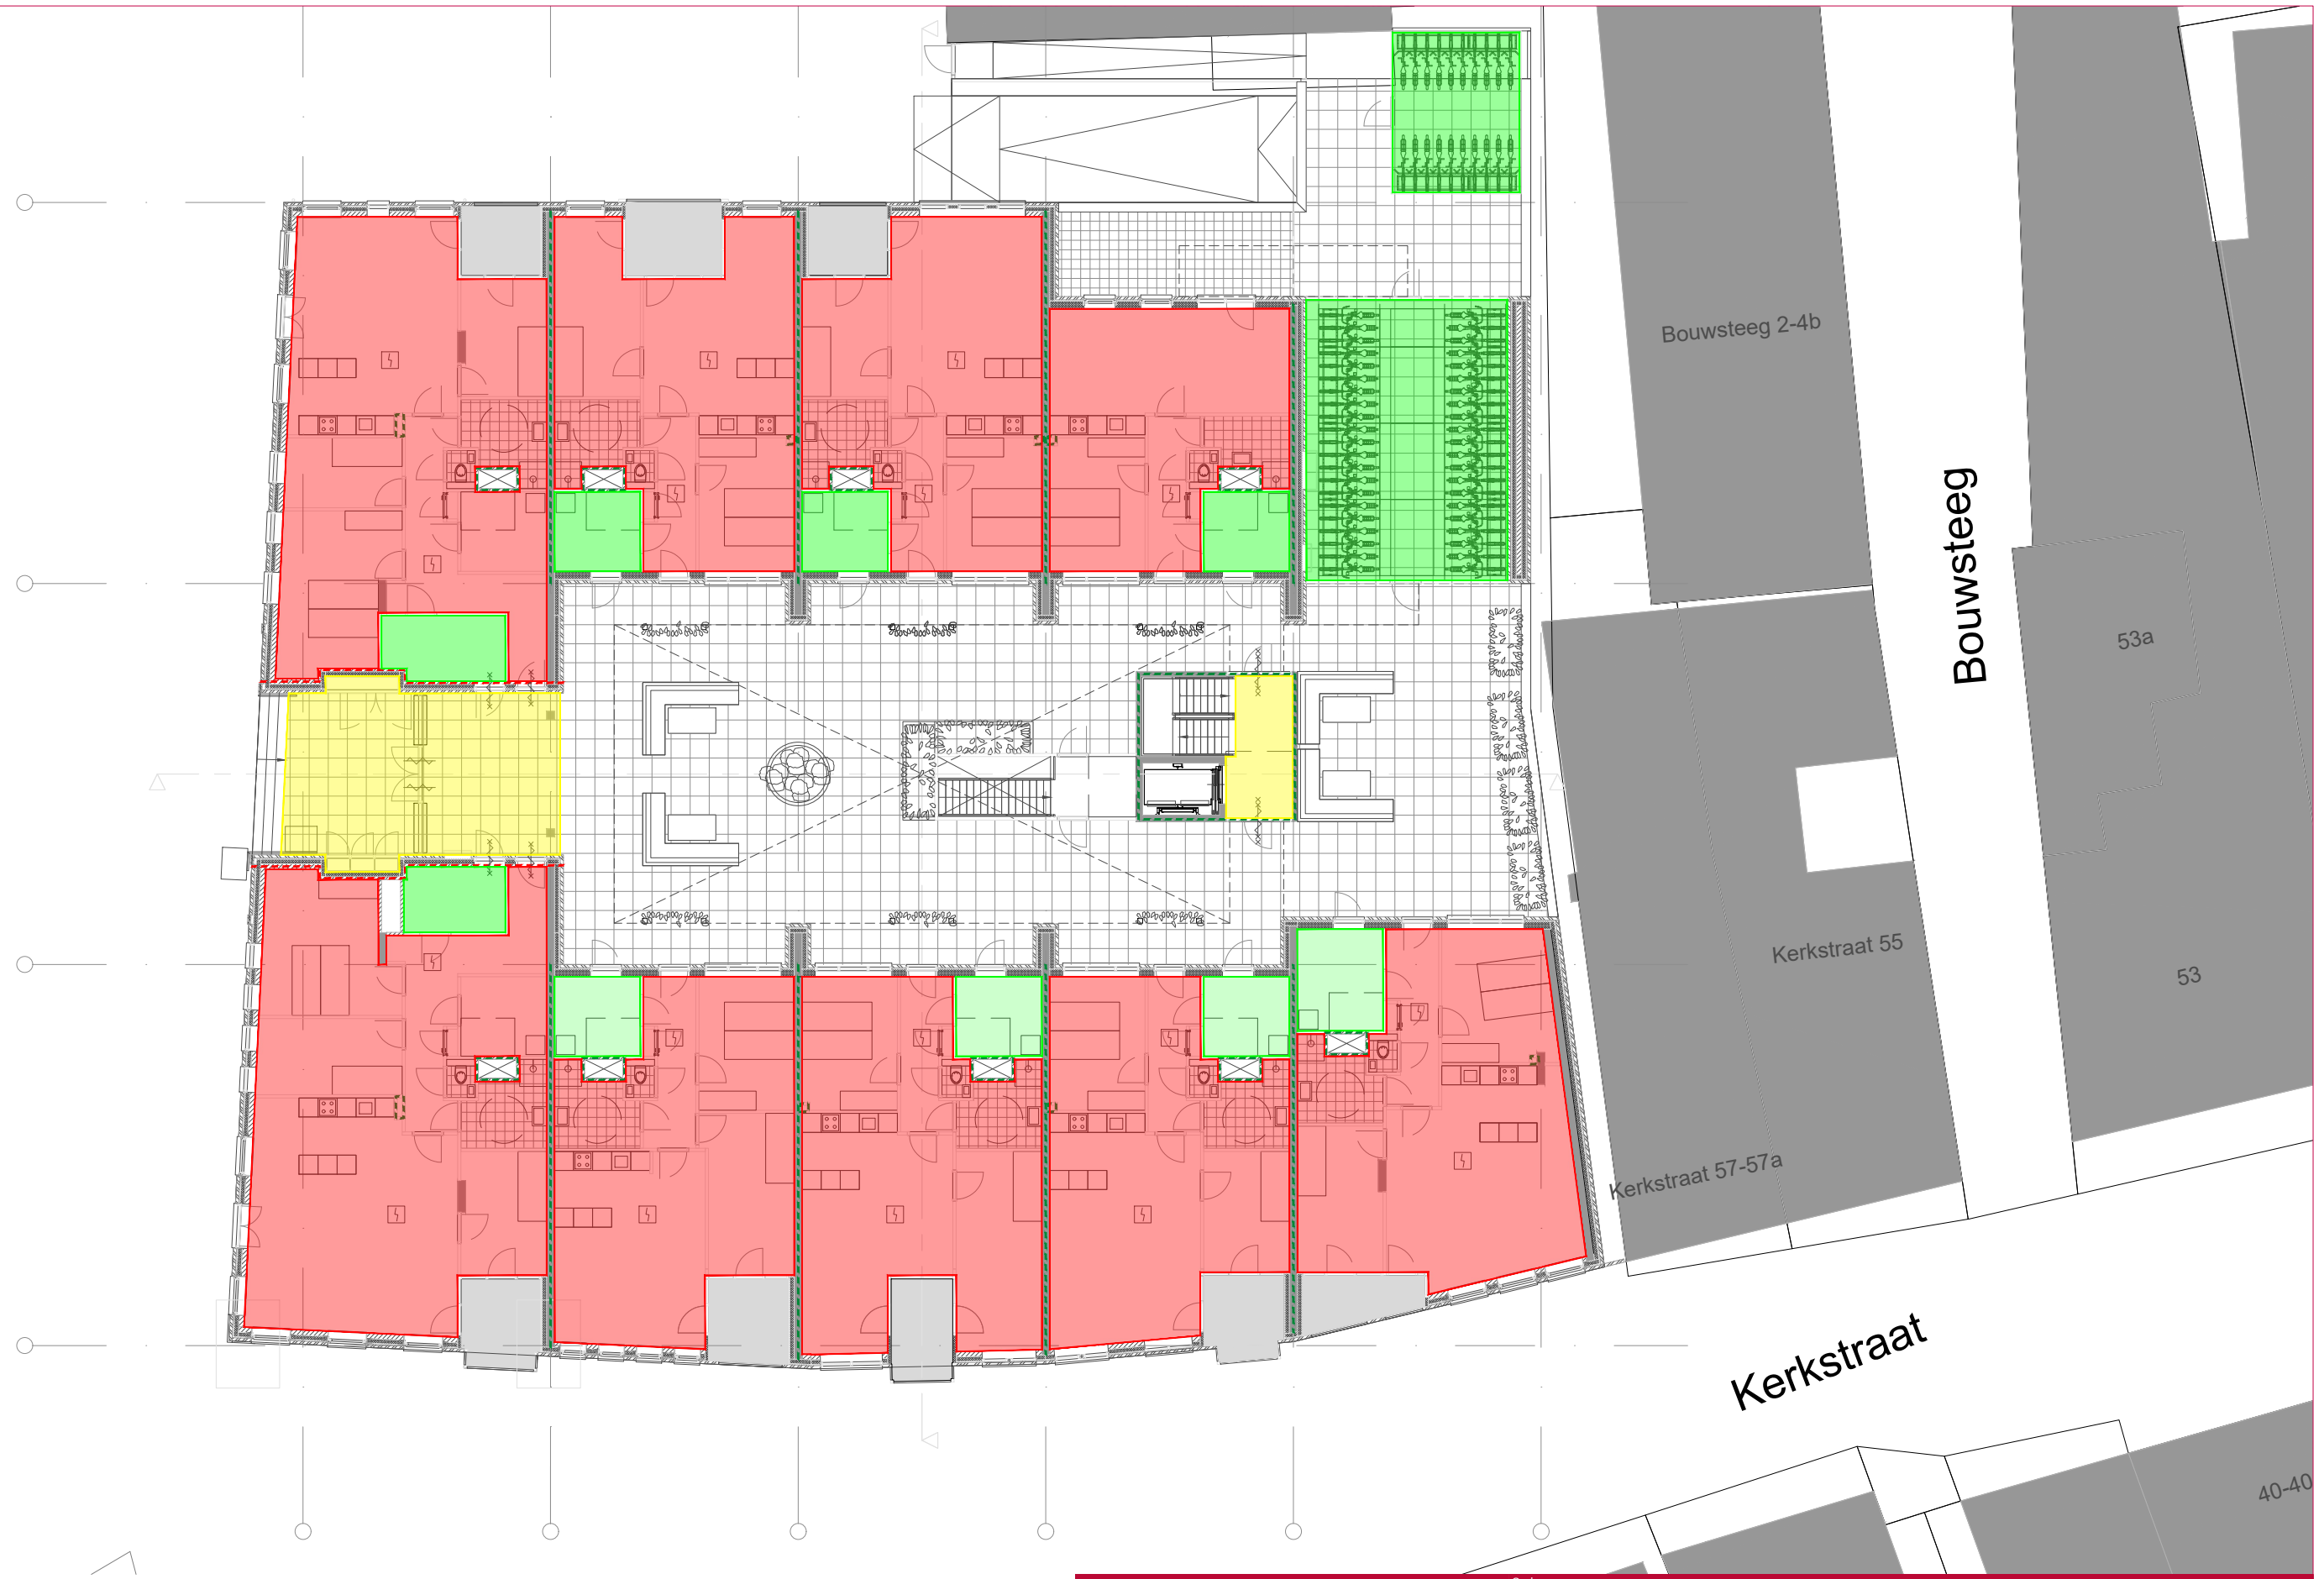 Bouwsteeg 2-4b
Bouwsteeg
53a
Kerkstraat 55
53
Kerkstraat 57-57a
Kerkstraat
40-40